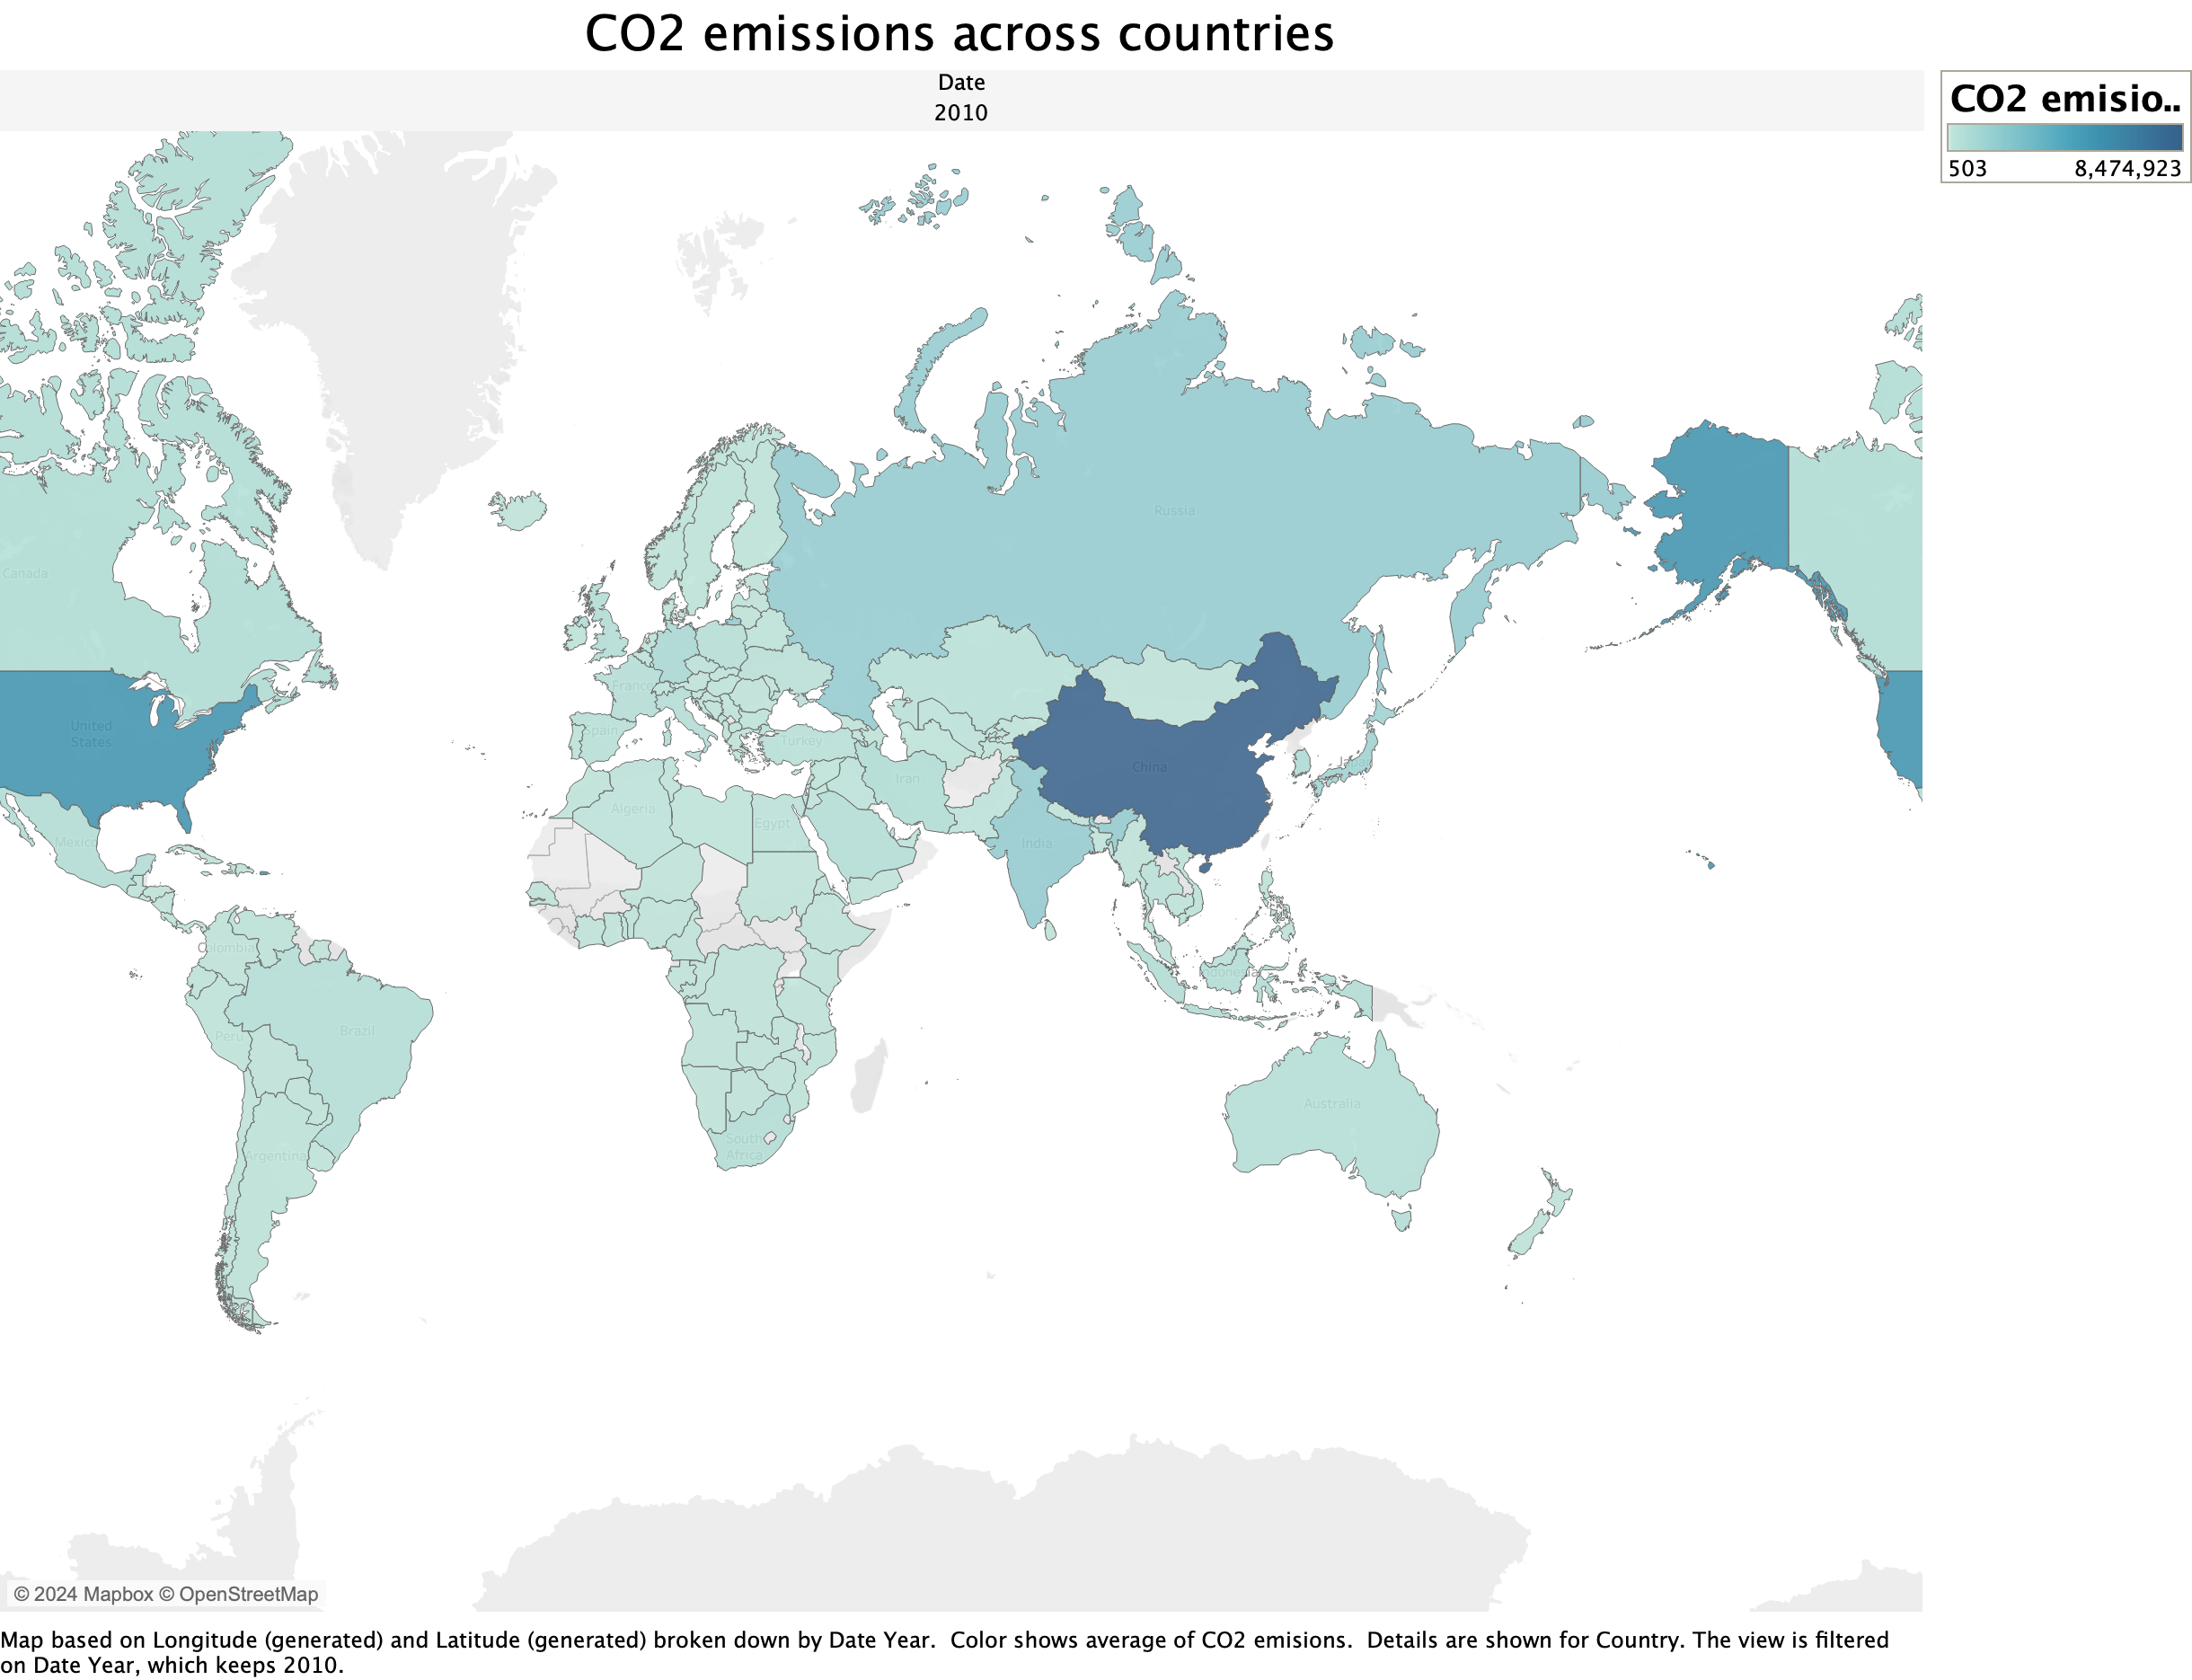 CO2 emissions across countries
Date
2010
CO2 emisio..
503 8,474,923
Russia
Canada
United
States
France
Spain
Turkey
China
Japan
Iran
Algeria
Egypt
Mexico
India
Colombia
Indonesia
Peru
Brazil
Australia
South
Africa
Argentina
© 2024 Mapbox © OpenStreetMap
Map based on Longitude (generated) and Latitude (generated) broken down by Date Year.  Color shows average of CO2 emisions.  Details are shown for Country. The view is filtered
on Date Year, which keeps 2010.